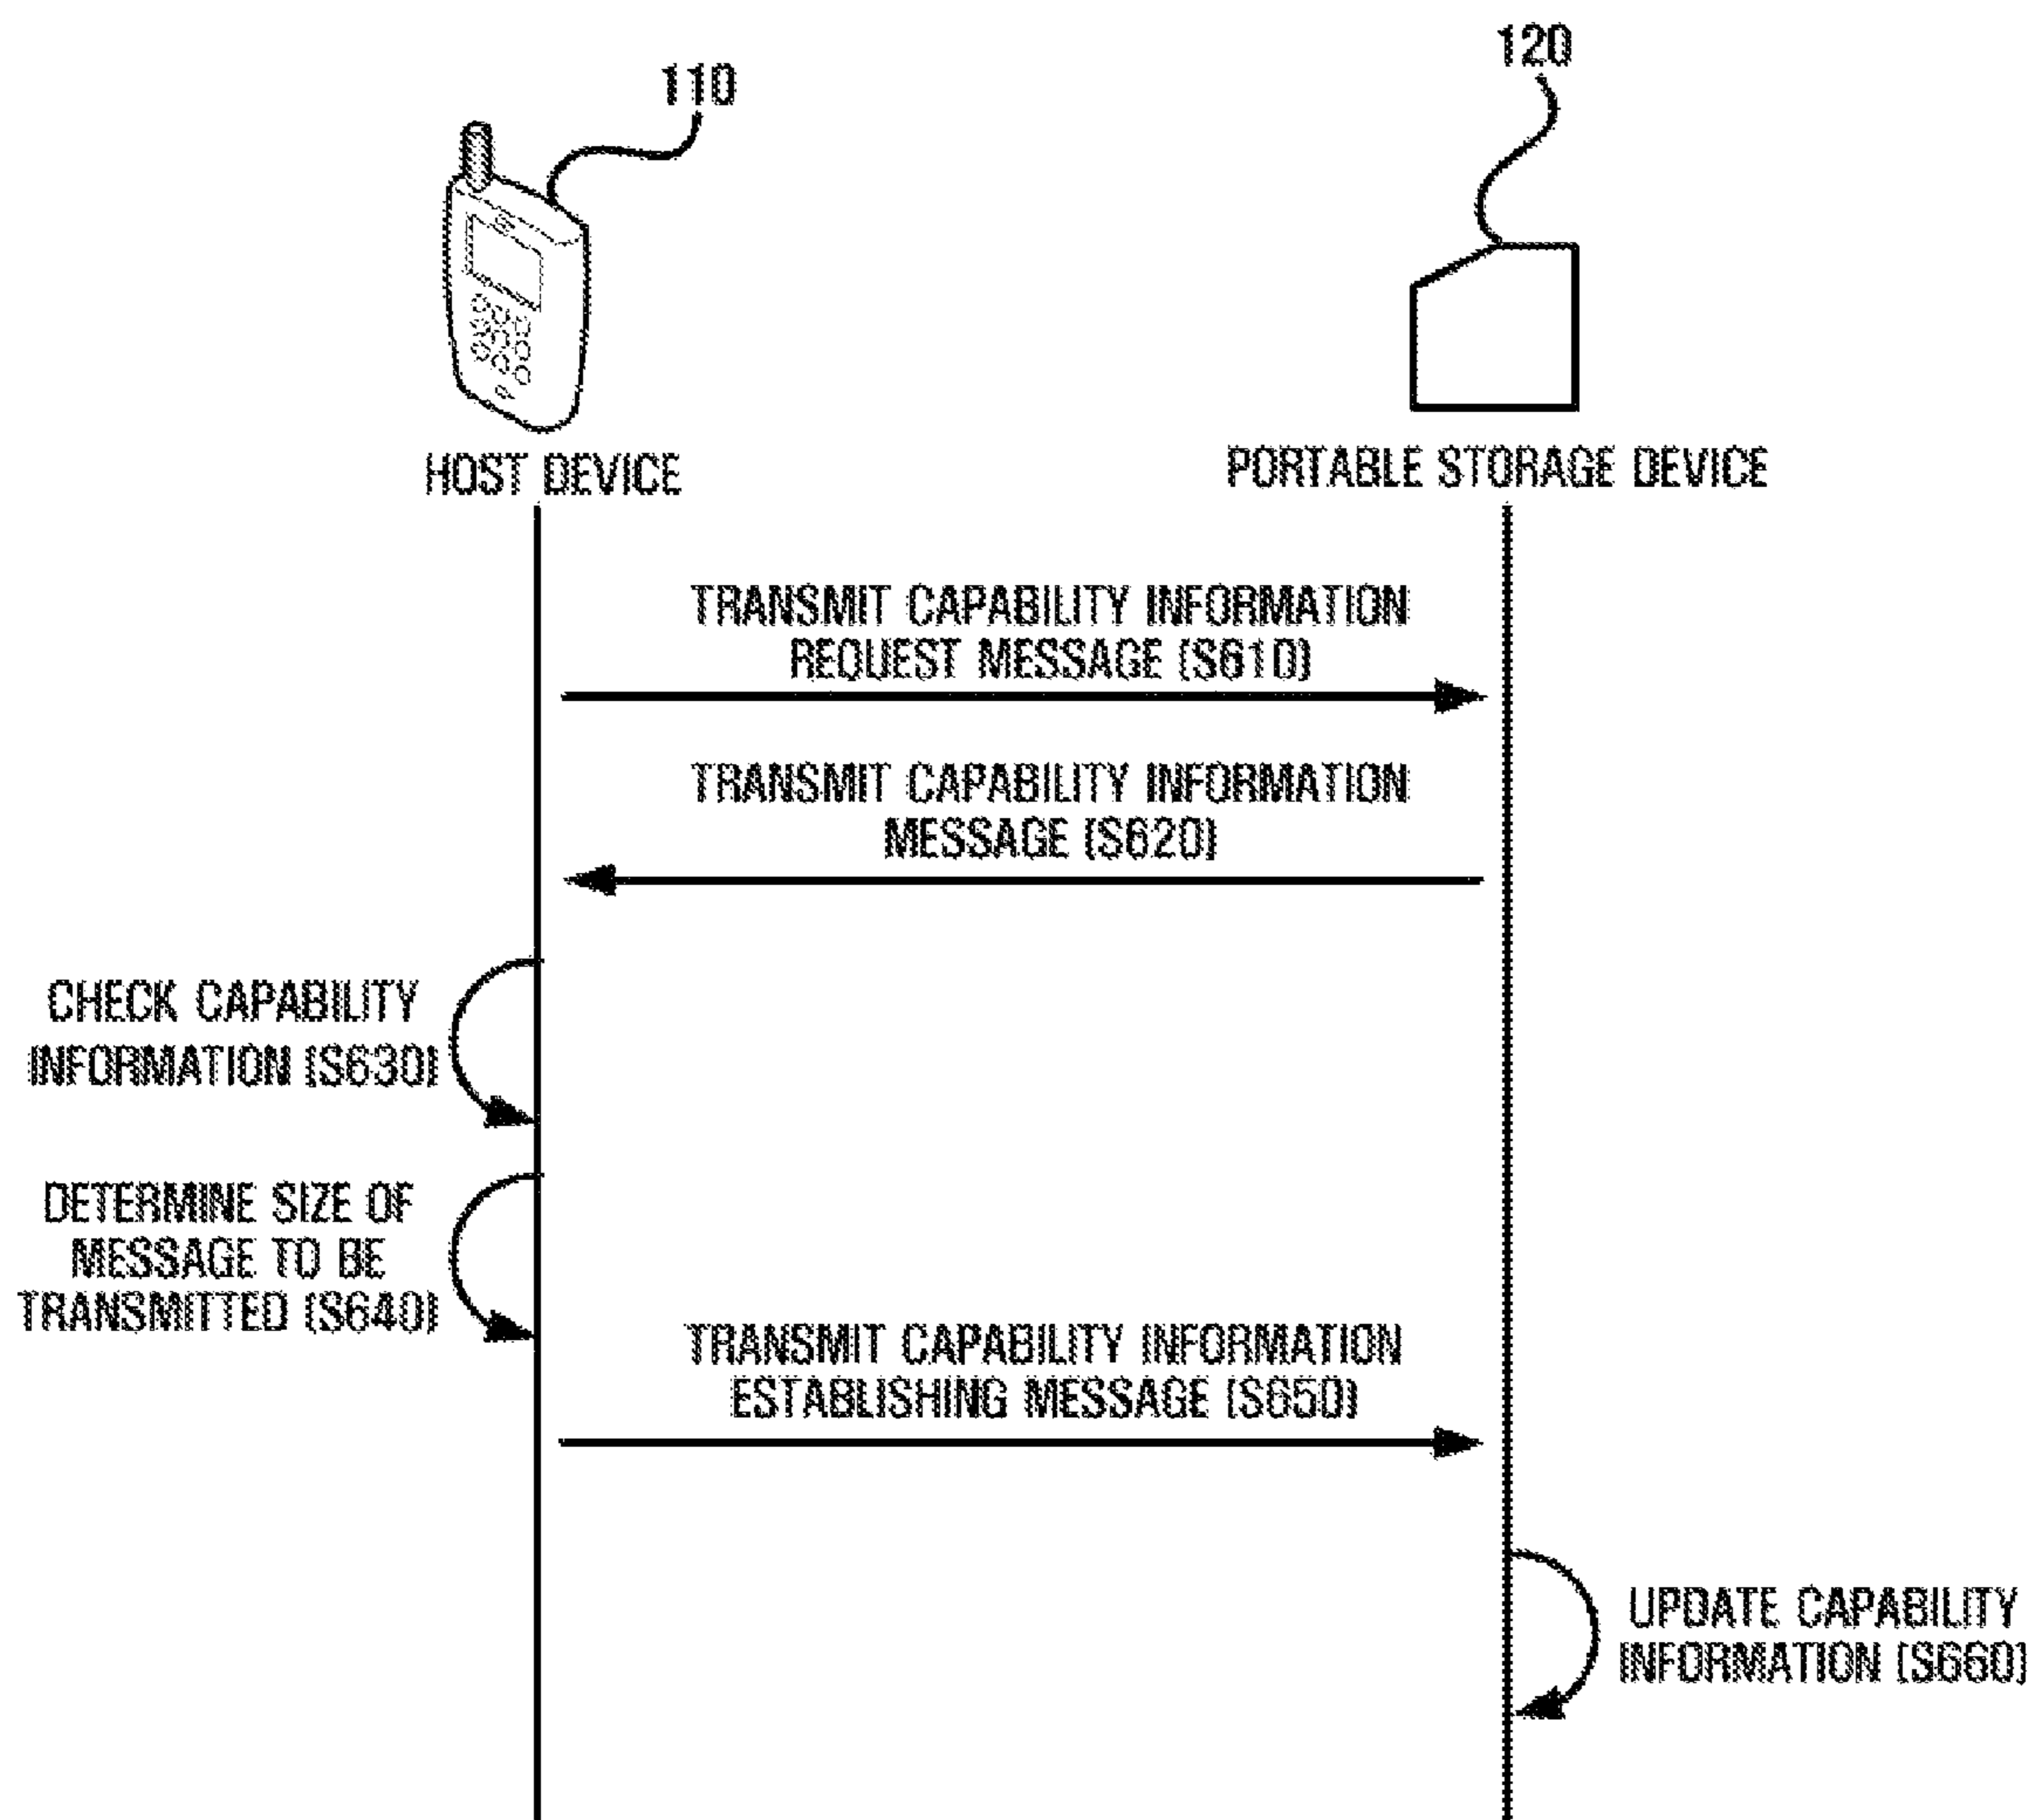 110
120
HOST DEVICE
PORTABLE STORAGE DEVICE
TRANSMIT CAPABILITY INFORMATION
REQUEST MESSAGE (S610)
TRANSMIT CAPABILITY INFORMATION
MESSAGE (S620)
CHECK CAPABILITY
INFORMATION (S630)
DETERMINE SIZE OF
MESSAGE TO BE
TRANSMITTED (S640)
TRANSMIT CAPABILITY INFORMATION
ESTABLISHING MESSAGE (S650)
UPDATE CAPABILITY
INFORMATION (S660)